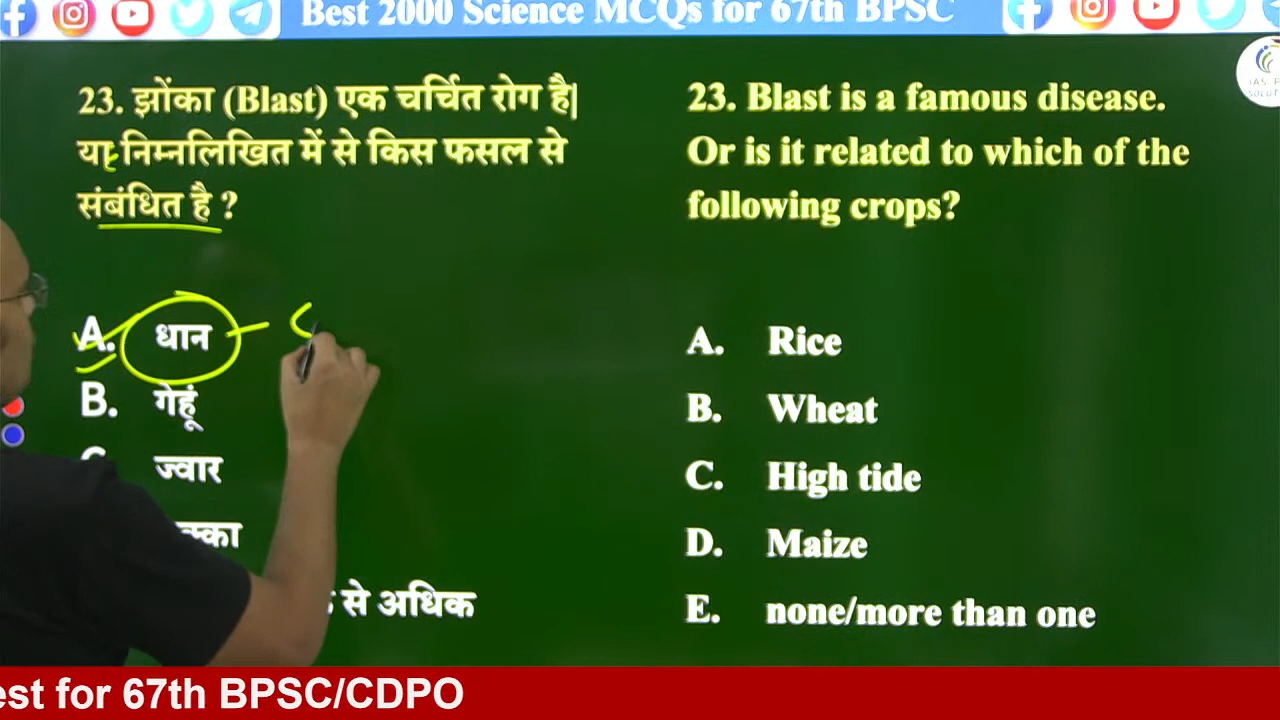 Best 2000 Science MCQs for 67th BPSC
23. झोंका (Blast) एक चर्चित रोग है|
या निम्नलिखित में से किस फसल से
संबंधित है ?
A. धान
B. गेहूं
C. ज्वार
से अधिक
23. Blast is a famous disease.
Or is it related to which of the
following crops?
A. Rice
B. Wheat
C. High tide
D. Maize
E. none/more than one
IAS
est for 67th BPSC/CDPO